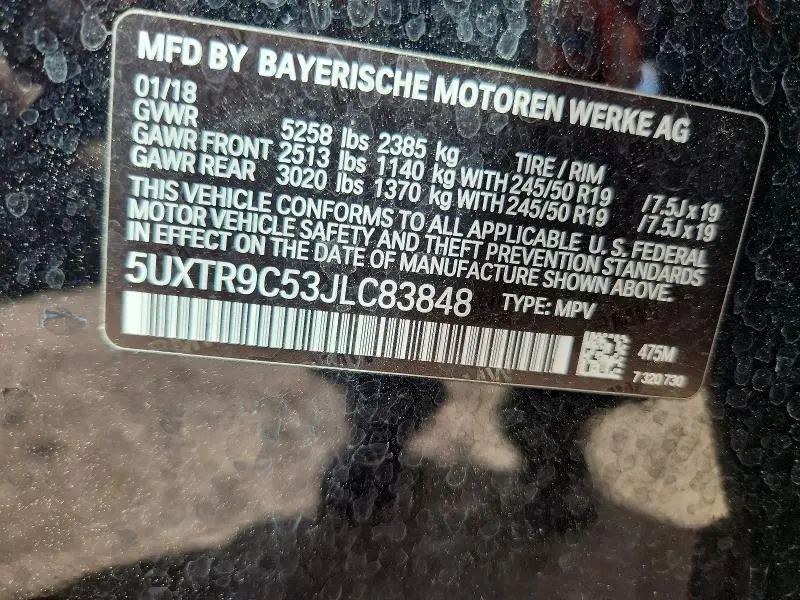 MFD BY BAYERISCHE MOTOREN WERKE AG
01/18
GVWR 5258 lbs 2385 kg TIRE / RIM
GAWR FRONT 2513 lbs 1140 kg WITH 245/50 R19 /7.5J x 19
GAWR REAR 3020 lbs 1370 kg WITH 245/50 R19 /7.5J x 19
THIS VEHICLE CONFORMS TO ALL APPLICABLE U.S. FEDERAL
MOTOR VEHICLE SAFETY AND THEFT PREVENTION STANDARDS
IN EFFECT ON THE DATE OF MANUFACTURE SHOWN ABOVE.
5UXTR9C53JLC83848 TYPE: MPV
475M
7 320 730